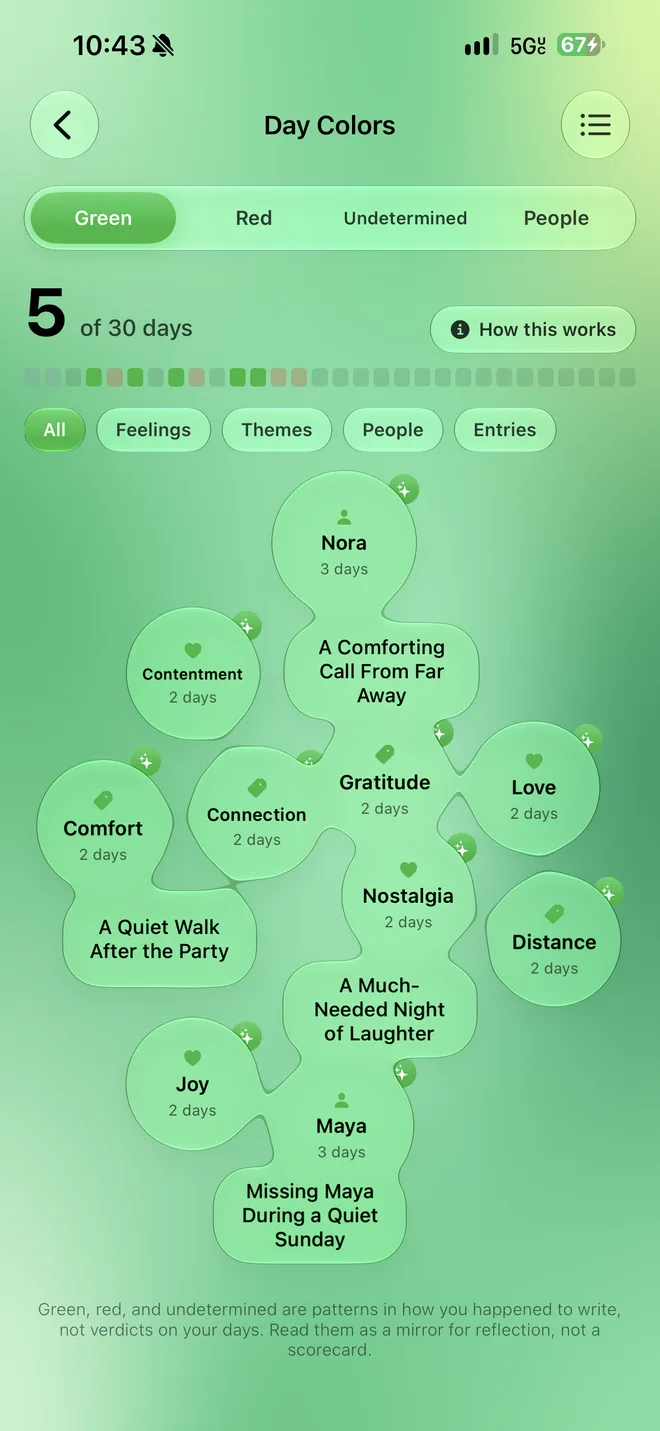 10:43
5G UC 67
Day Colors
Green Red Undetermined People
5 of 30 days
How this works
All Feelings Themes People Entries
Nora
3 days
A Comforting
Call From Far
Away
Contentment
2 days
Gratitude
2 days
Love
2 days
Comfort
2 days
Connection
2 days
Nostalgia
2 days
A Quiet Walk
After the Party
Distance
2 days
A Much-
Needed Night
of Laughter
Joy
2 days
Maya
3 days
Missing Maya
During a Quiet
Sunday
Green, red, and undetermined are patterns in how you happened to write,
not verdicts on your days. Read them as a mirror for reflection, not a
scorecard.